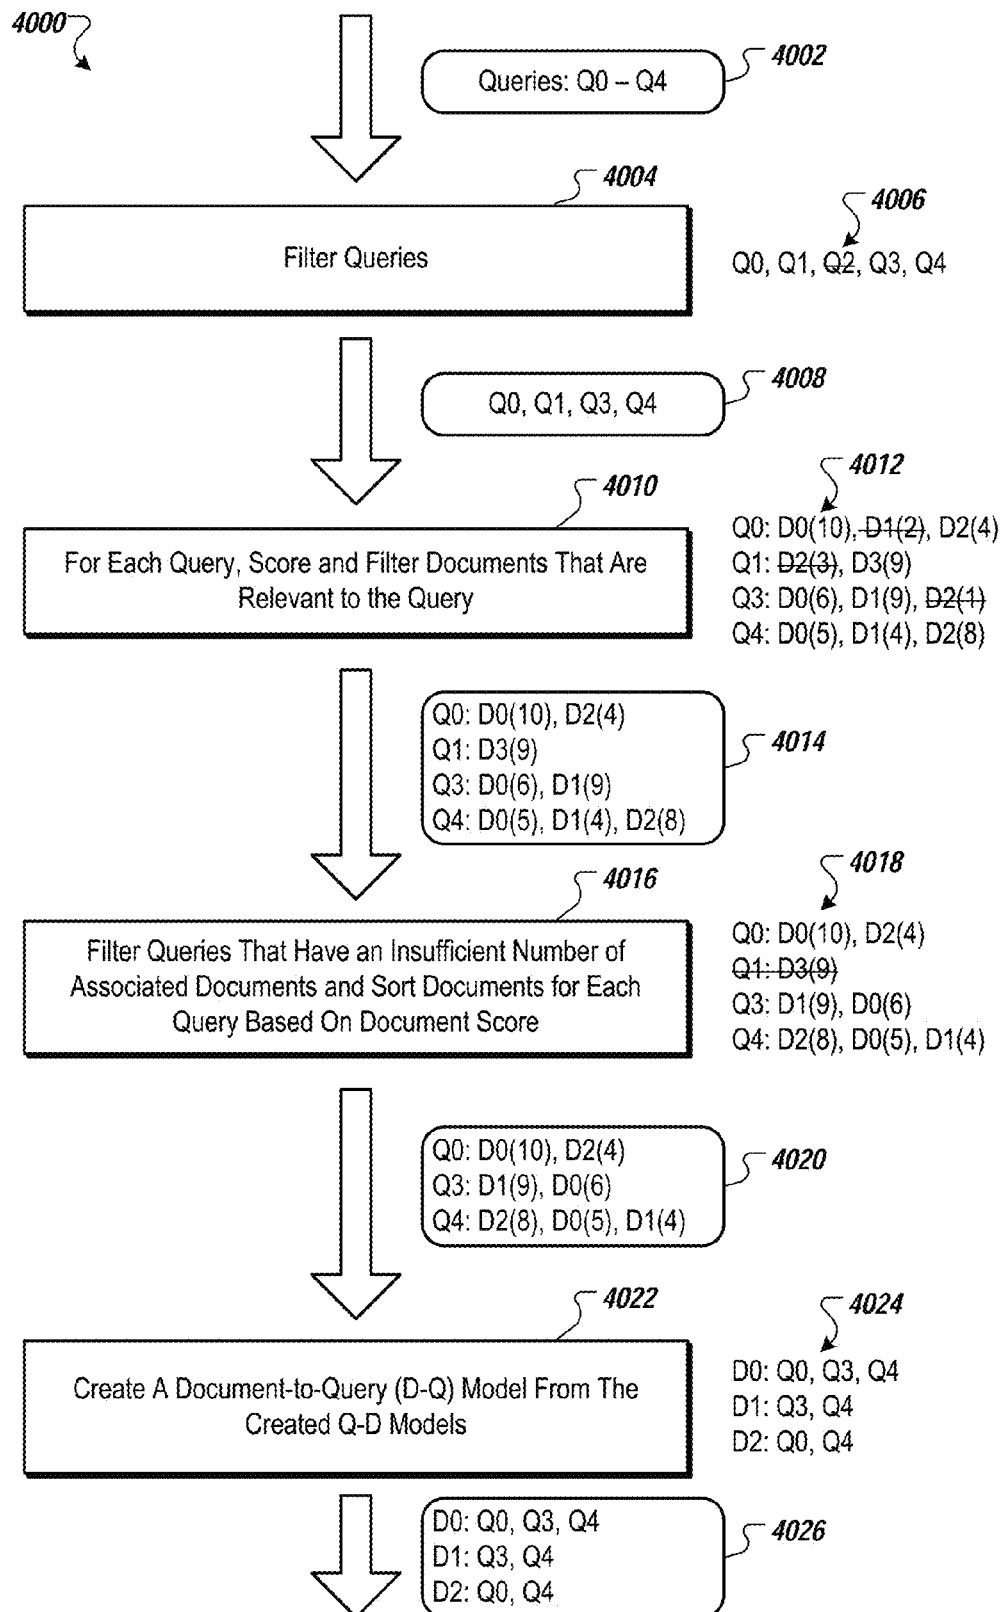 4000
4002
Queries: Q0 – Q4
4004
Filter Queries
4006
Q0, Q1, Q2, Q3, Q4
4008
Q0, Q1, Q3, Q4
4010
For Each Query, Score and Filter Documents That Are
Relevant to the Query
4012
Q0: D0(10), D1(2), D2(4)
Q1: D2(3), D3(9)
Q3: D0(6), D1(9), D2(1)
Q4: D0(5), D1(4), D2(8)
4014
Q0: D0(10), D2(4)
Q1: D3(9)
Q3: D0(6), D1(9)
Q4: D0(5), D1(4), D2(8)
4016
Filter Queries That Have an Insufficient Number of
Associated Documents and Sort Documents for Each
Query Based On Document Score
4018
Q0: D0(10), D2(4)
Q1: D3(9)
Q3: D1(9), D0(6)
Q4: D2(8), D0(5), D1(4)
4020
Q0: D0(10), D2(4)
Q3: D1(9), D0(6)
Q4: D2(8), D0(5), D1(4)
4022
Create A Document-to-Query (D-Q) Model From The
Created Q-D Models
4024
D0: Q0, Q3, Q4
D1: Q3, Q4
D2: Q0, Q4
4026
D0: Q0, Q3, Q4
D1: Q3, Q4
D2: Q0, Q4